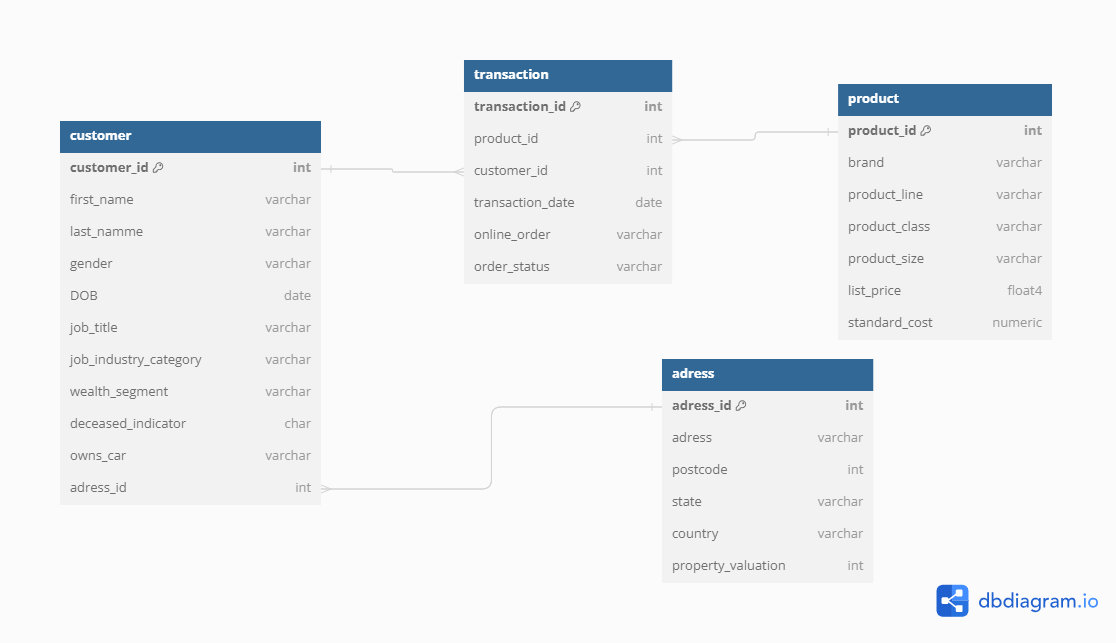 customer
customer_id int
first_name varchar
last_namme varchar
gender varchar
DOB date
job_title varchar
job_industry_category varchar
wealth_segment varchar
deceased_indicator char
owns_car varchar
adress_id int
transaction
transaction_id int
product_id int
customer_id int
transaction_date date
online_order varchar
order_status varchar
product
product_id int
brand varchar
product_line varchar
product_class varchar
product_size varchar
list_price float4
standard_cost numeric
adress
adress_id int
adress varchar
postcode int
state varchar
country varchar
property_valuation int
dbdiagram.io